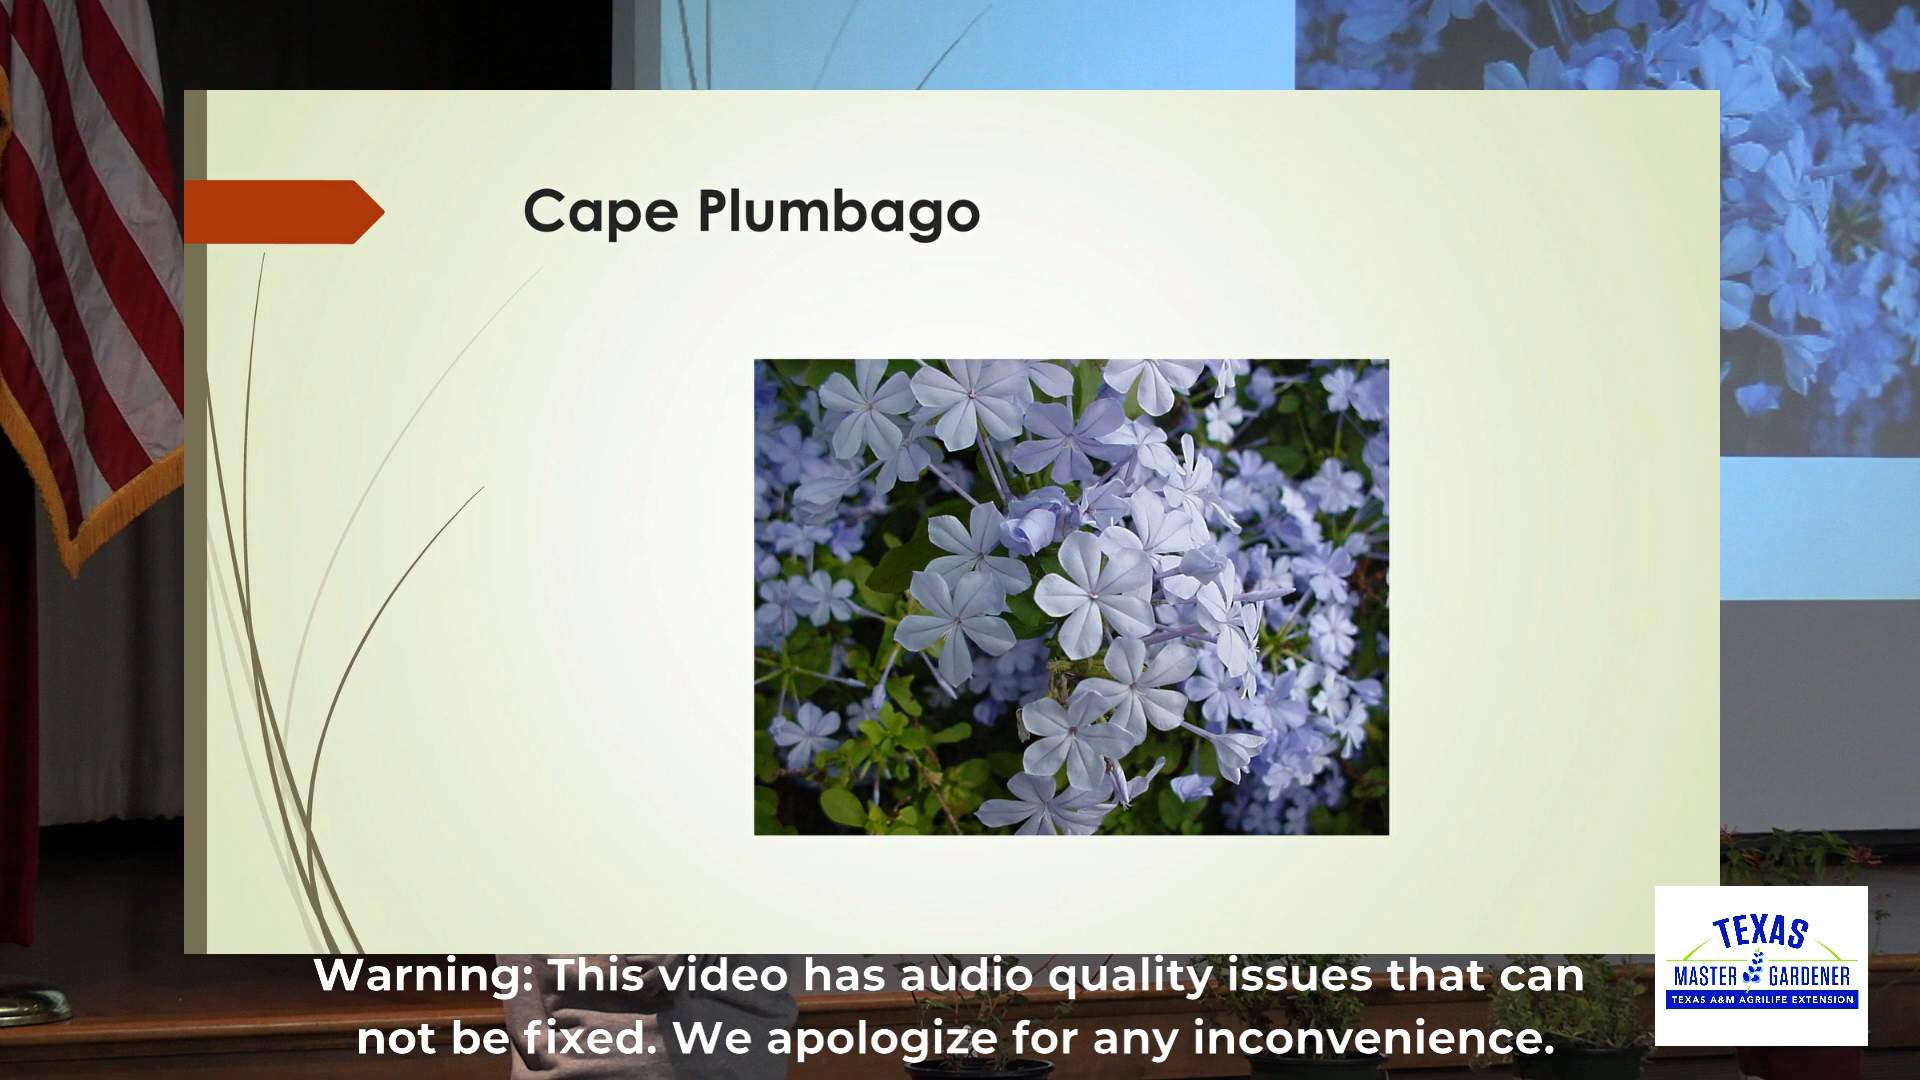 Cape Plumbago
Warning: This video has audio quality issues that can
not be fixed. We apologize for any inconvenience.
TEXAS
MASTER GARDENER
TEXAS A&M AGRILIFE EXTENSION